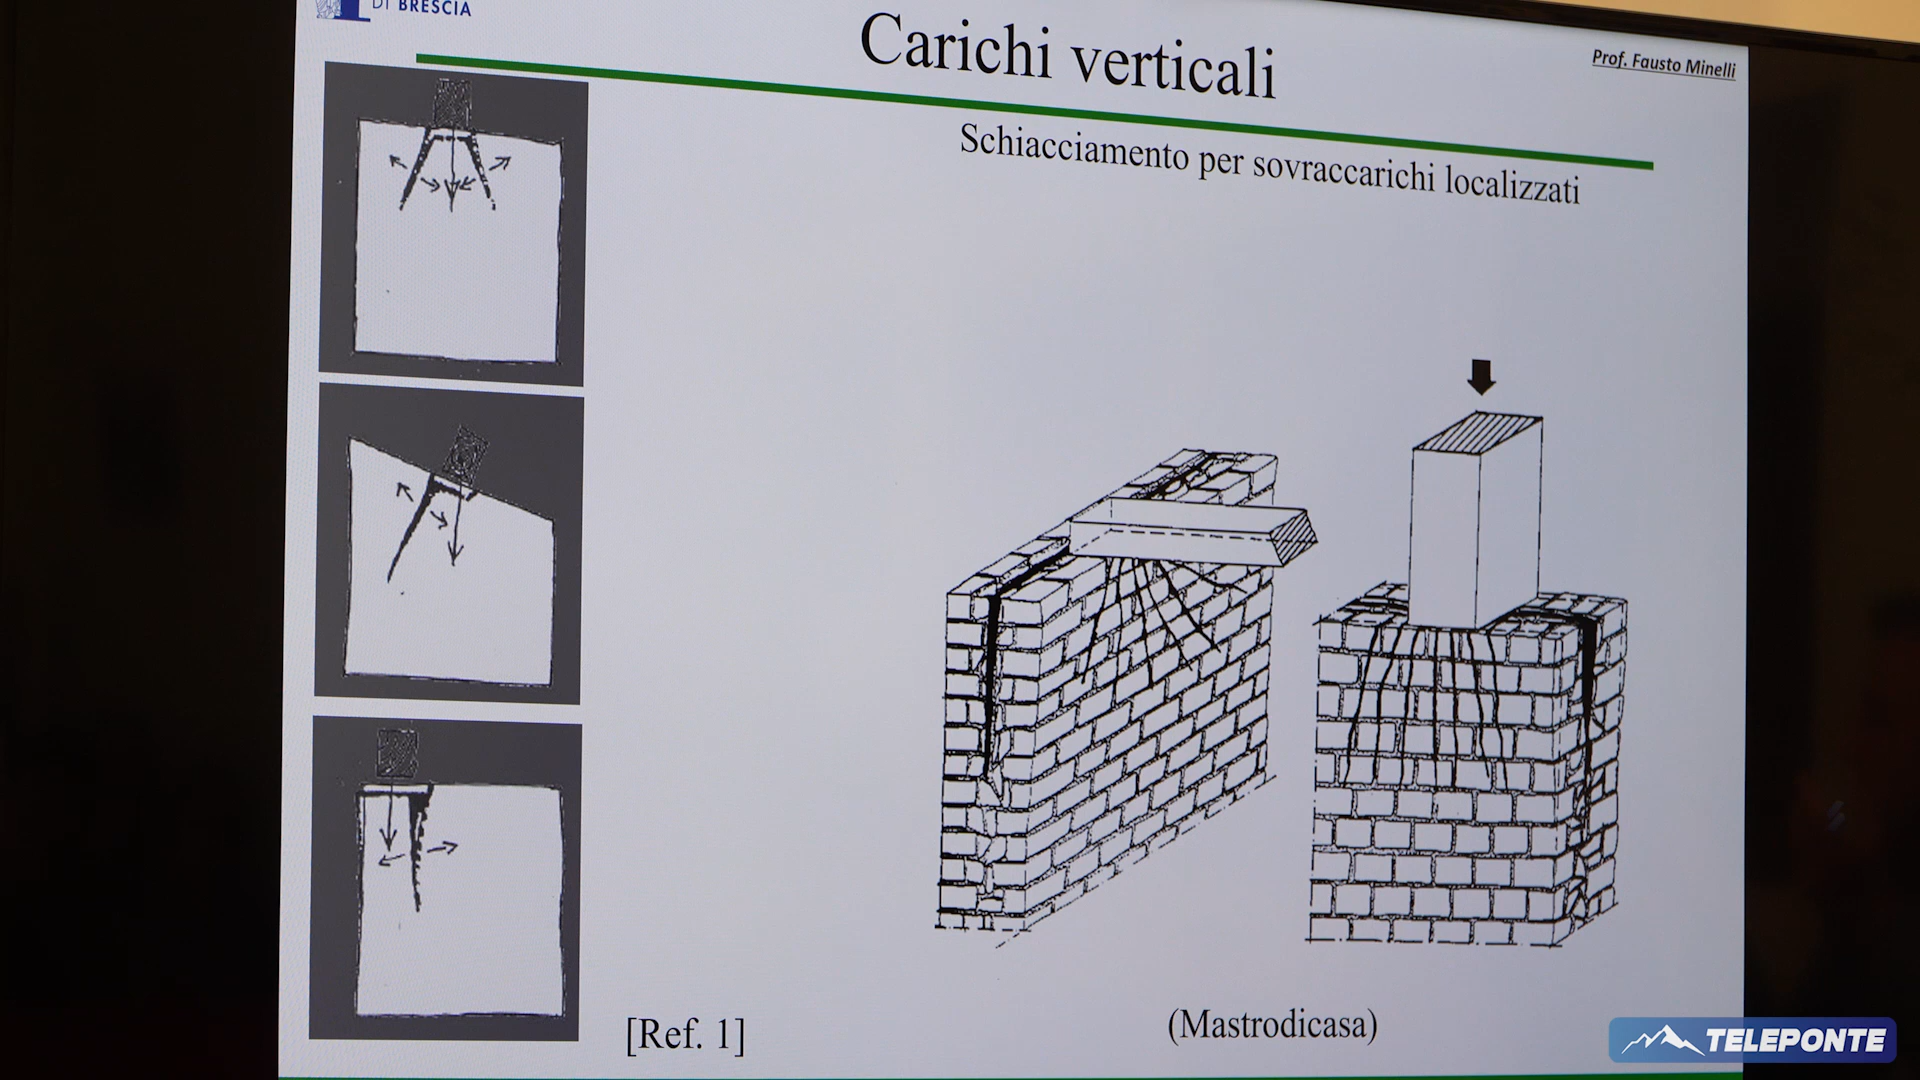 DI BRESCIA
Carichi verticali
Prof. Fausto Minelli
Schiacciamento per sovraccarichi localizzati
[Ref. 1]
(Mastrodicasa)
TELEPONTE